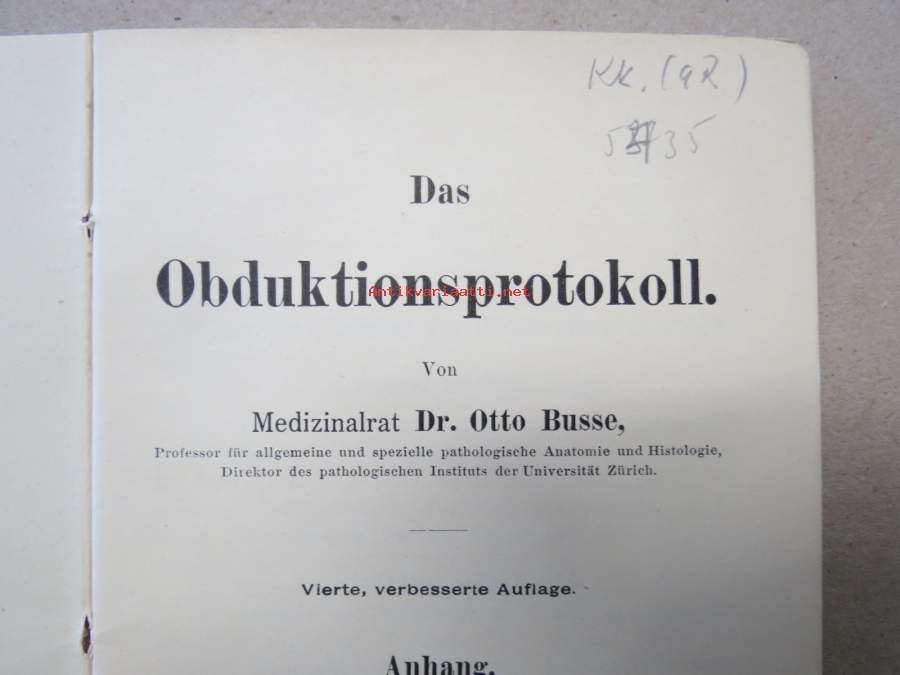 KK. (
35
Das
Obduktionsprotokoll.
Antikvariaatti.net
Von
Medizinalrat Dr. Otto Busse,
Professor für allgemeine und spezielle pathologische Anatomie und Histologie,
Direktor des pathologischen Instituts der Universität Zürich.
Vierte, verbesserte Auflage.
Anhang.